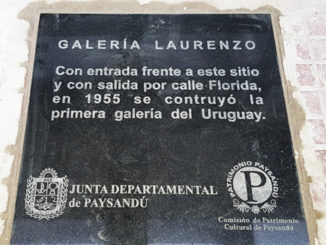 GALERÍA LAURENZO
Con entrada frente a este sitio
y con salida por calle Florida,
en 1955 se contruyó la
primera galería del Uruguay.
JUNTA DEPARTAMENTAL
de PAYSANDÚ
PATRIMONIO PAYSANDÚ
P
Comisión de Patrimonio
Cultural de Paysandú